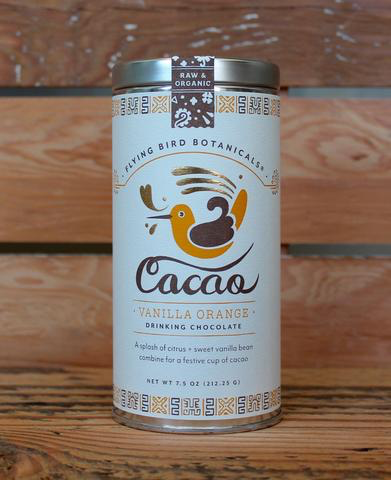 RAW &
ORGANIC
FLYING BIRD BOTANICALS®
Cacao
VANILLA ORANGE
DRINKING CHOCOLATE
A splash of citrus + sweet vanilla bean
combine for a festive cup of cacao
NET WT 7.5 OZ (212.25 G)